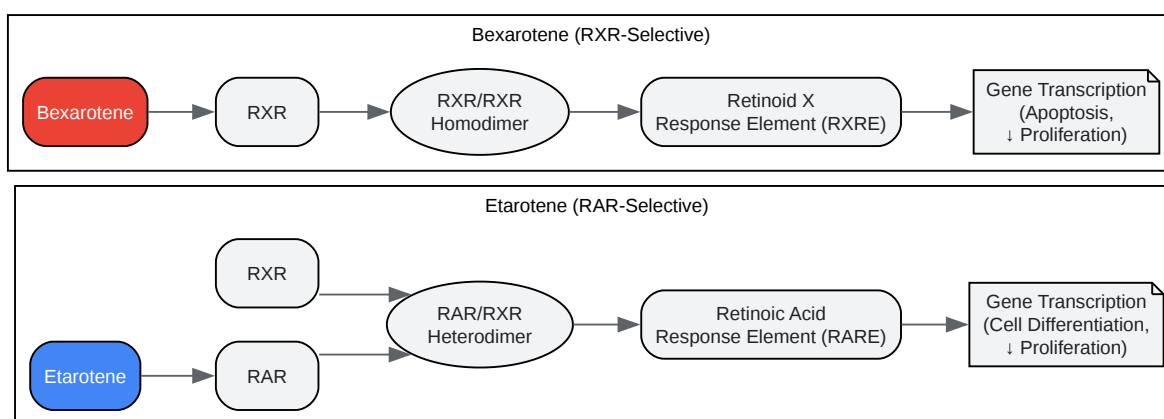 Bexarotene (RXR-Selective)
Bexarotene
RXR
RXR/RXR
Homodimer
Retinoid X
Response Element (RXRE)
Gene Transcription
(Apoptosis,
↓ Proliferation)
Etarotene (RAR-Selective)
RXR
Etarotene
RAR
RAR/RXR
Heterodimer
Retinoic Acid
Response Element (RARE)
Gene Transcription
(Cell Differentiation,
↓ Proliferation)